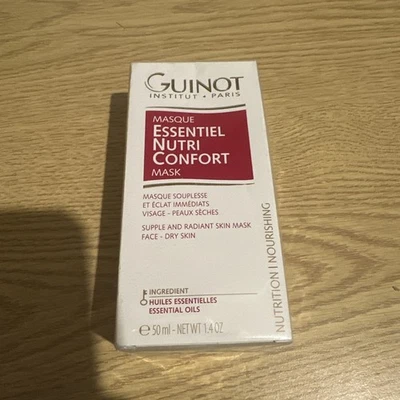 GUINOT
INSTITUT • PARIS
MASQUE
ESSENTIEL
NUTRI
CONFORT
MASK
MASQUE SOUPLESSE
ET ÉCLAT IMMÉDIATS
VISAGE - PEAUX SÈCHES
SUPPLE AND RADIANT SKIN MASK
FACE - DRY SKIN
INGREDIENT
HUILES ESSENTIELLES
ESSENTIAL OILS
℮ 50 ml - NET WT 1.4 OZ.
NUTRITION | NOURISHING